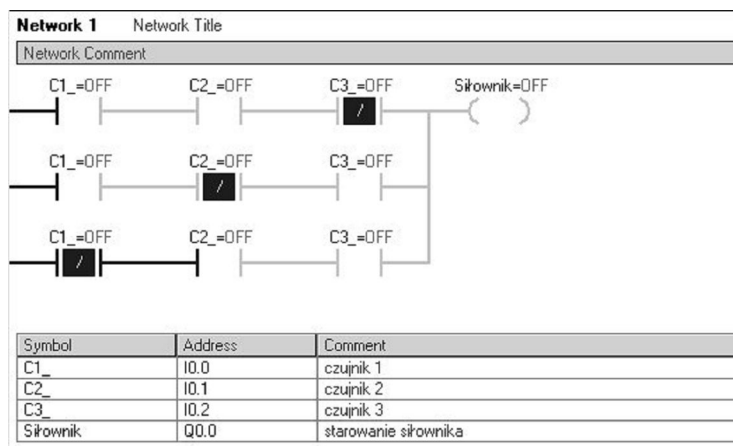 Network 1 Network Title
Network Comment
C1_=OFF C2_=OFF C3_=OFF Siłownik=OFF
/
C1_=OFF C2_=OFF C3_=OFF
/
C1_=OFF C2_=OFF C3_=OFF
/
Symbol Address Comment
C1_ I0.0 czujnik 1
C2_ I0.1 czujnik 2
C3_ I0.2 czujnik 3
Siłownik Q0.0 starowanie siłownika